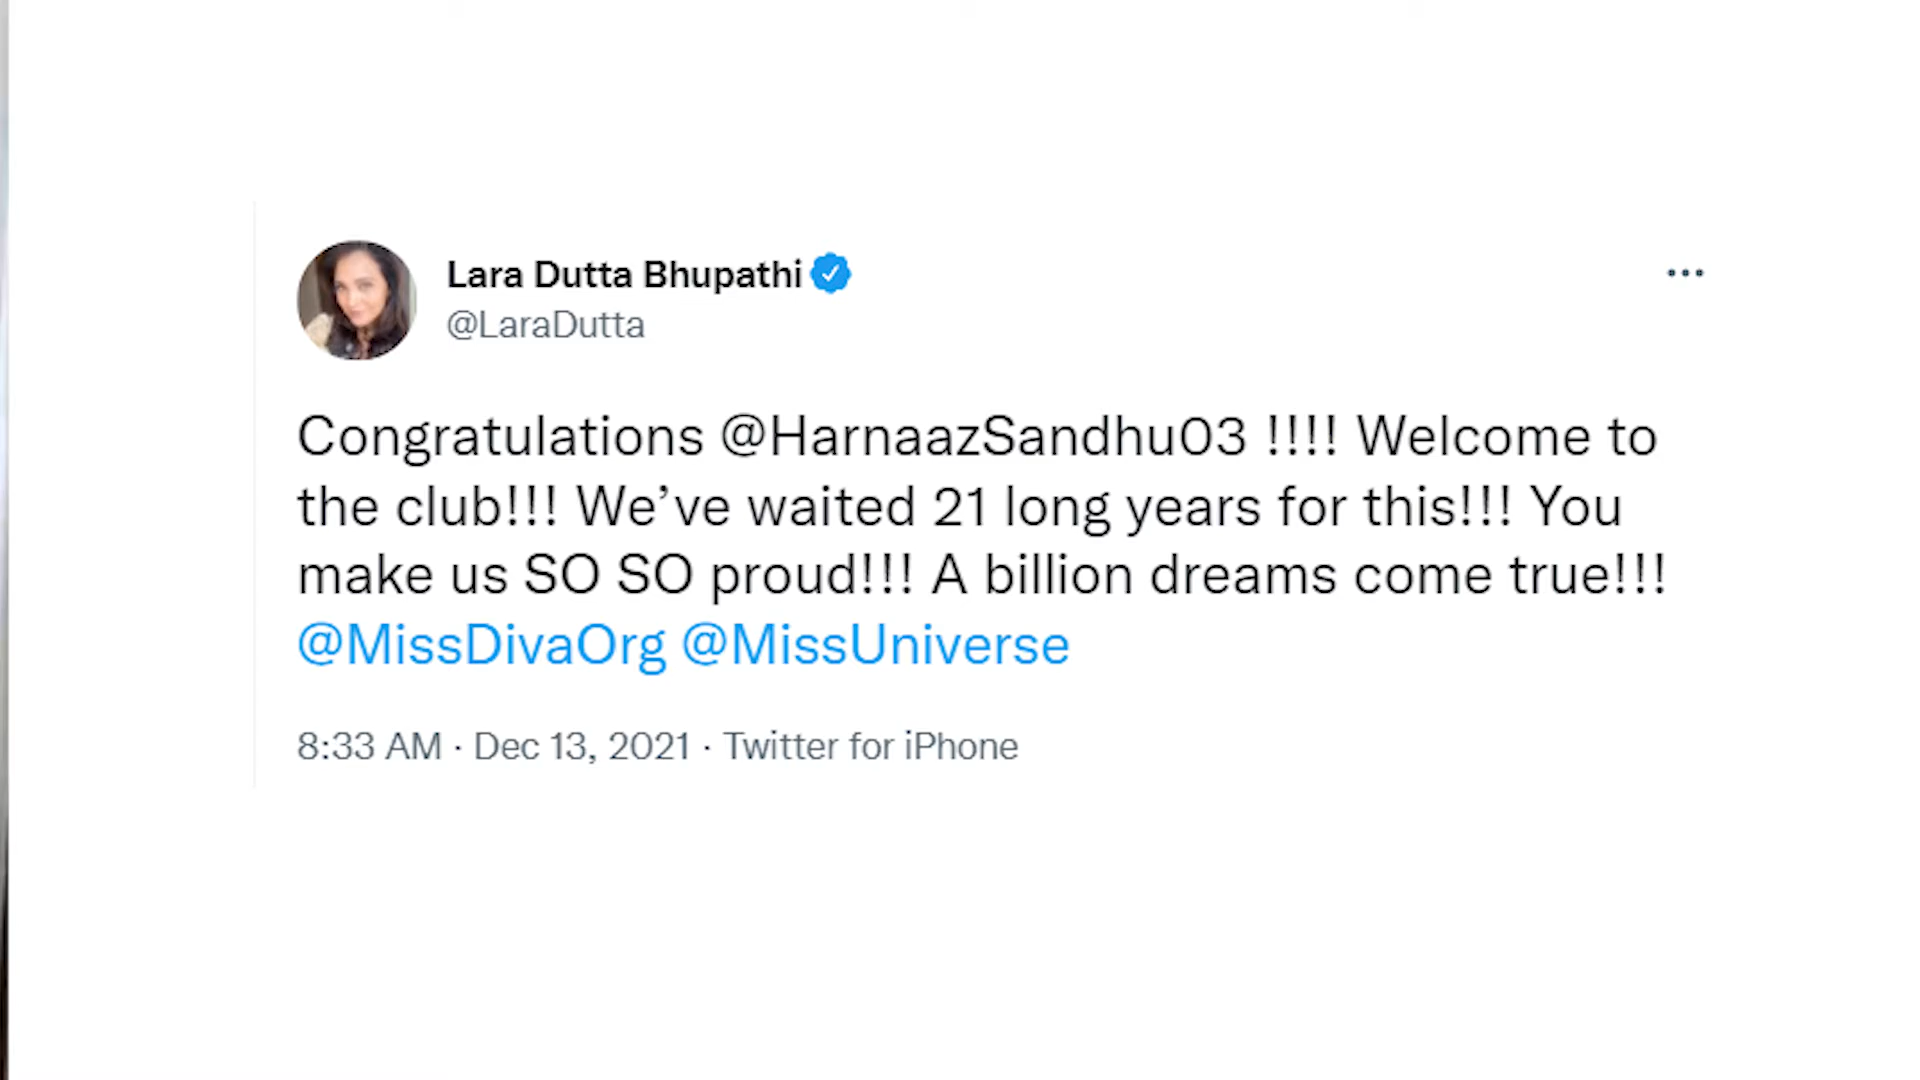 Lara Dutta Bhupathi
@LaraDutta
Congratulations @HarnaazSandhu03 !!!! Welcome to
the club!!! We’ve waited 21 long years for this!!! You
make us SO SO proud!!! A billion dreams come true!!!
@MissDivaOrg @MissUniverse
8:33 AM · Dec 13, 2021 · Twitter for iPhone